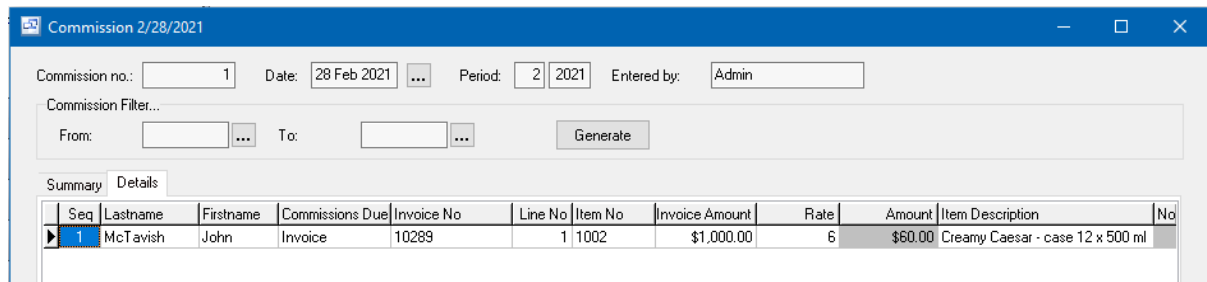 Commission 2/28/2021
Commission no.: 1 Date: 28 Feb 2021 ... Period: 2 2021 Entered by: Admin
Commission Filter...
From: ... To: ... Generate
Summary Details
Seq Lastname Firstname Commissions Due Invoice No Line No Item No Invoice Amount Rate Amount Item Description No
1 McTavish John Invoice 10289 1 1002 $1,000.00 6 $60.00 Creamy Caesar - case 12 x 500 ml